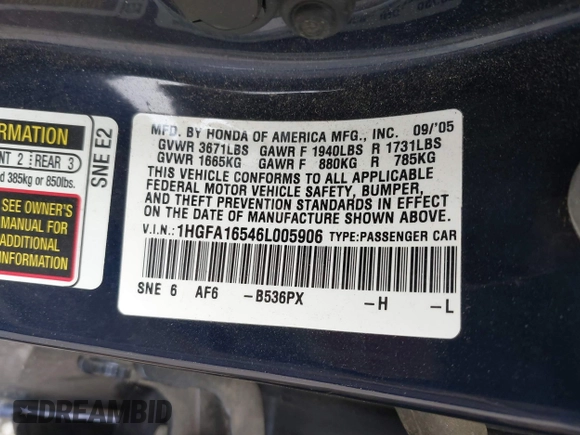 ORMATION
NT 2 REAR 3
d 385kg or 850lbs.
SEE OWNER'S
MANUAL FOR
ADDITIONAL
INFORMATION
SNE E2
MFD. BY HONDA OF AMERICA MFG., INC. 09/'05
GVWR 3671LBS GAWR F 1940LBS R 1731LBS
GVWR 1665KG GAWR F 880KG R 785KG
THIS VEHICLE CONFORMS TO ALL APPLICABLE
FEDERAL MOTOR VEHICLE SAFETY, BUMPER,
AND THEFT PREVENTION STANDARDS IN EFFECT
ON THE DATE OF MANUFACTURE SHOWN ABOVE.
V.I.N.: 1HGFA16546L005906 TYPE:PASSENGER CAR
SNE 6 AF6 -B536PX -H -L
DREAMBID